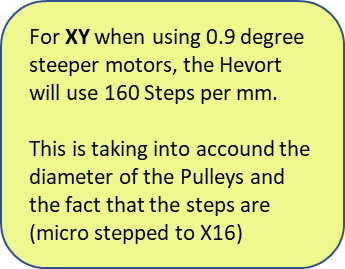 For XY when using 0.9 degree
steeper motors, the Hevort
will use 160 Steps per mm.
This is taking into accound the
diameter of the Pulleys and
the fact that the steps are
(micro stepped to X16)